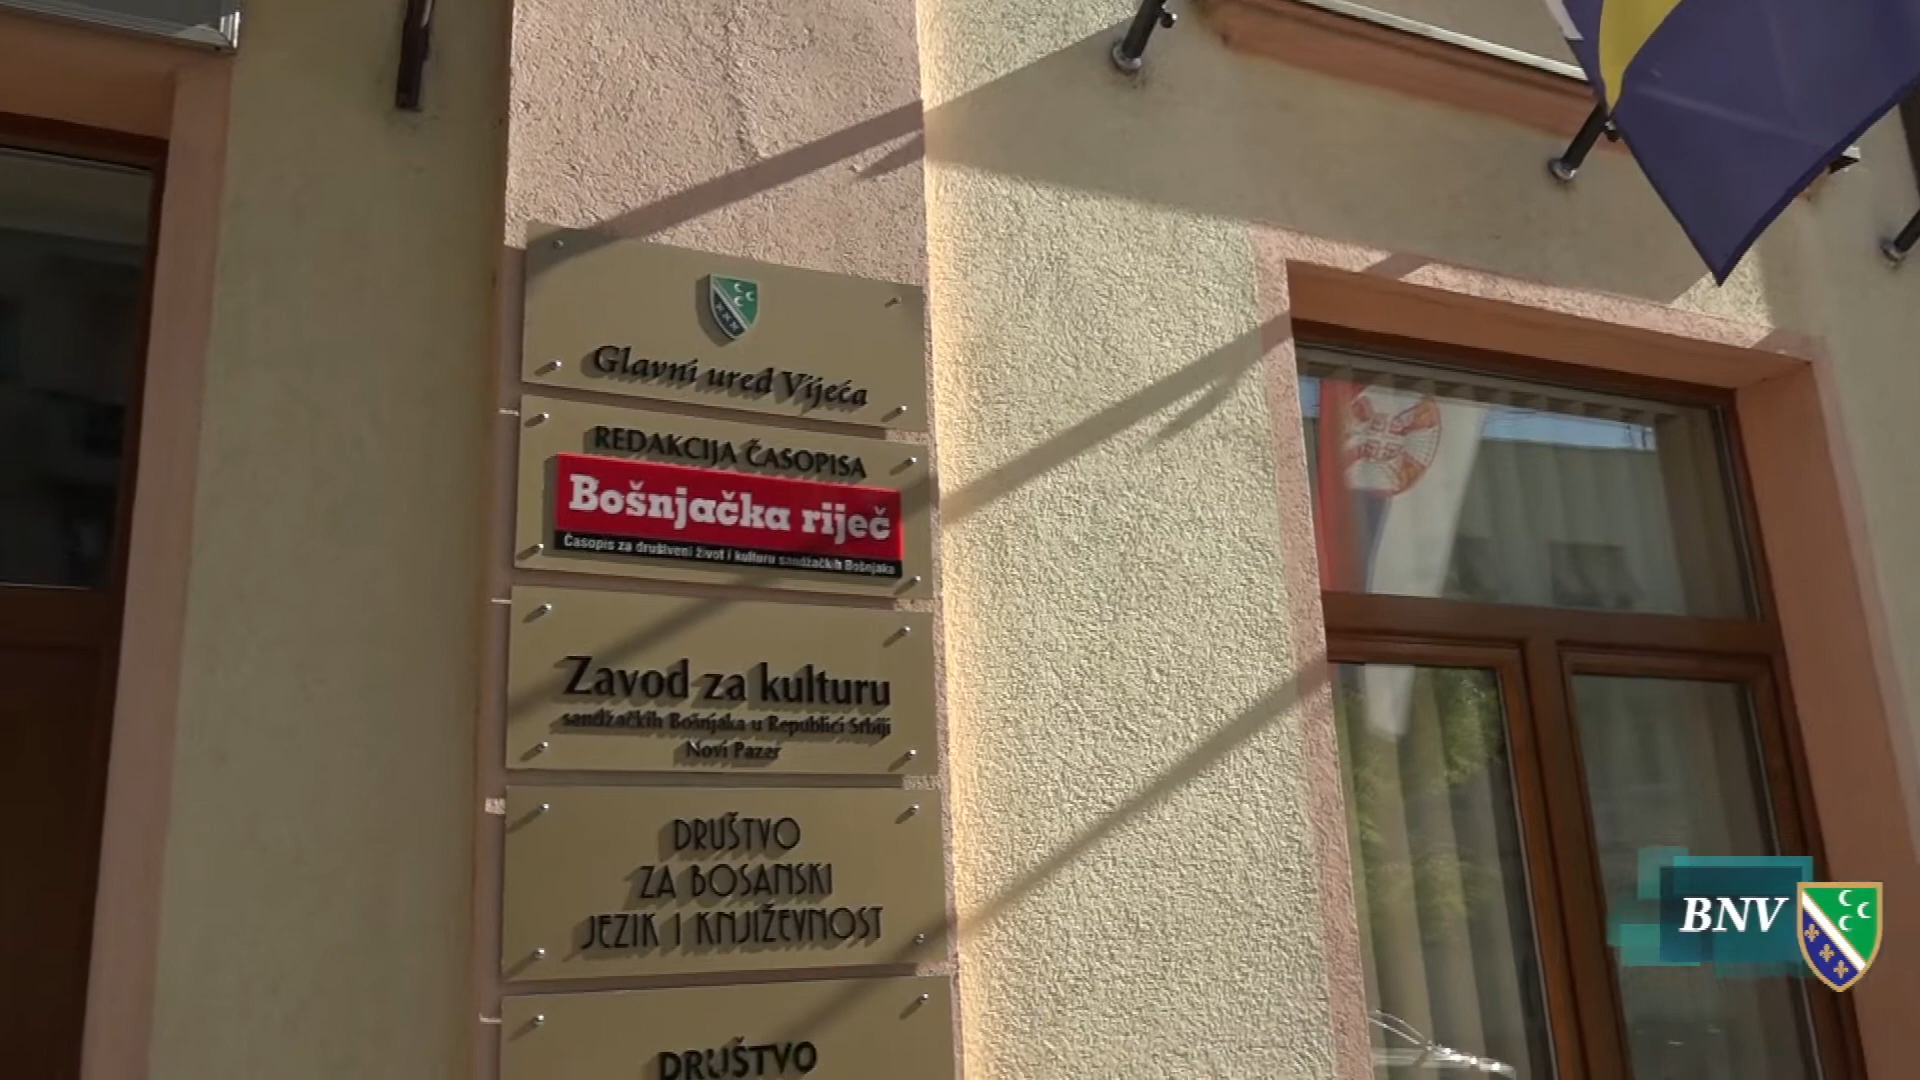 Glavni ured Vijeća
REDAKCIJA ČASOPISA
Bošnjačka riječ
Časopis za društveni život i kulturu sandžačkih Bošnjaka
Zavod za kulturu
sandžačkih Bošnjaka u Republici Srbiji
Novi Pazar
DRUŠTVO
ZA BOSANSKI
JEZIK I KNJIŽEVNOST
DRUŠTVO
BNV